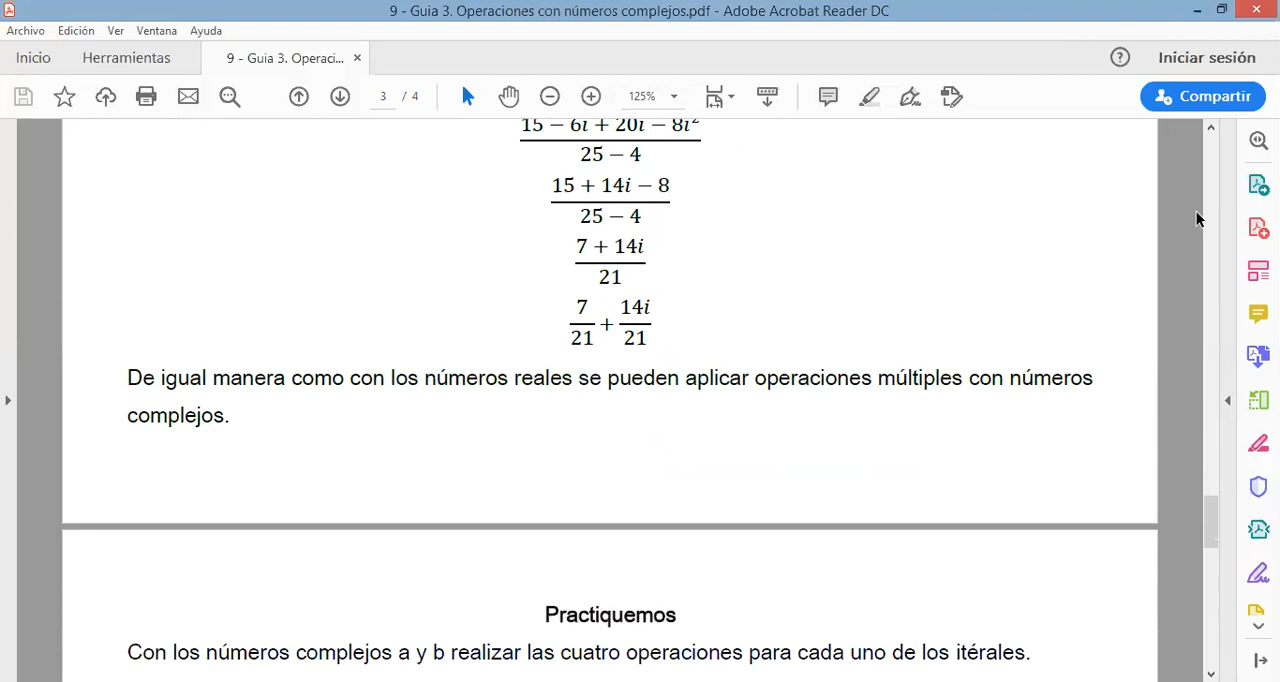 9 - Guia 3. Operaciones con números complejos.pdf - Adobe Acrobat Reader DC
Archivo Edición Ver Ventana Ayuda
Inicio Herramientas 9 - Guia 3. Operaci... × Iniciar sesión
3 / 4 125% Compartir
15 − 6i + 20i − 8i²
25 − 4
15 + 14i − 8
25 − 4
7 + 14i
21
7/21 + 14i/21
De igual manera como con los números reales se pueden aplicar operaciones múltiples con números
complejos.
Practiquemos
Con los números complejos a y b realizar las cuatro operaciones para cada uno de los itérales.